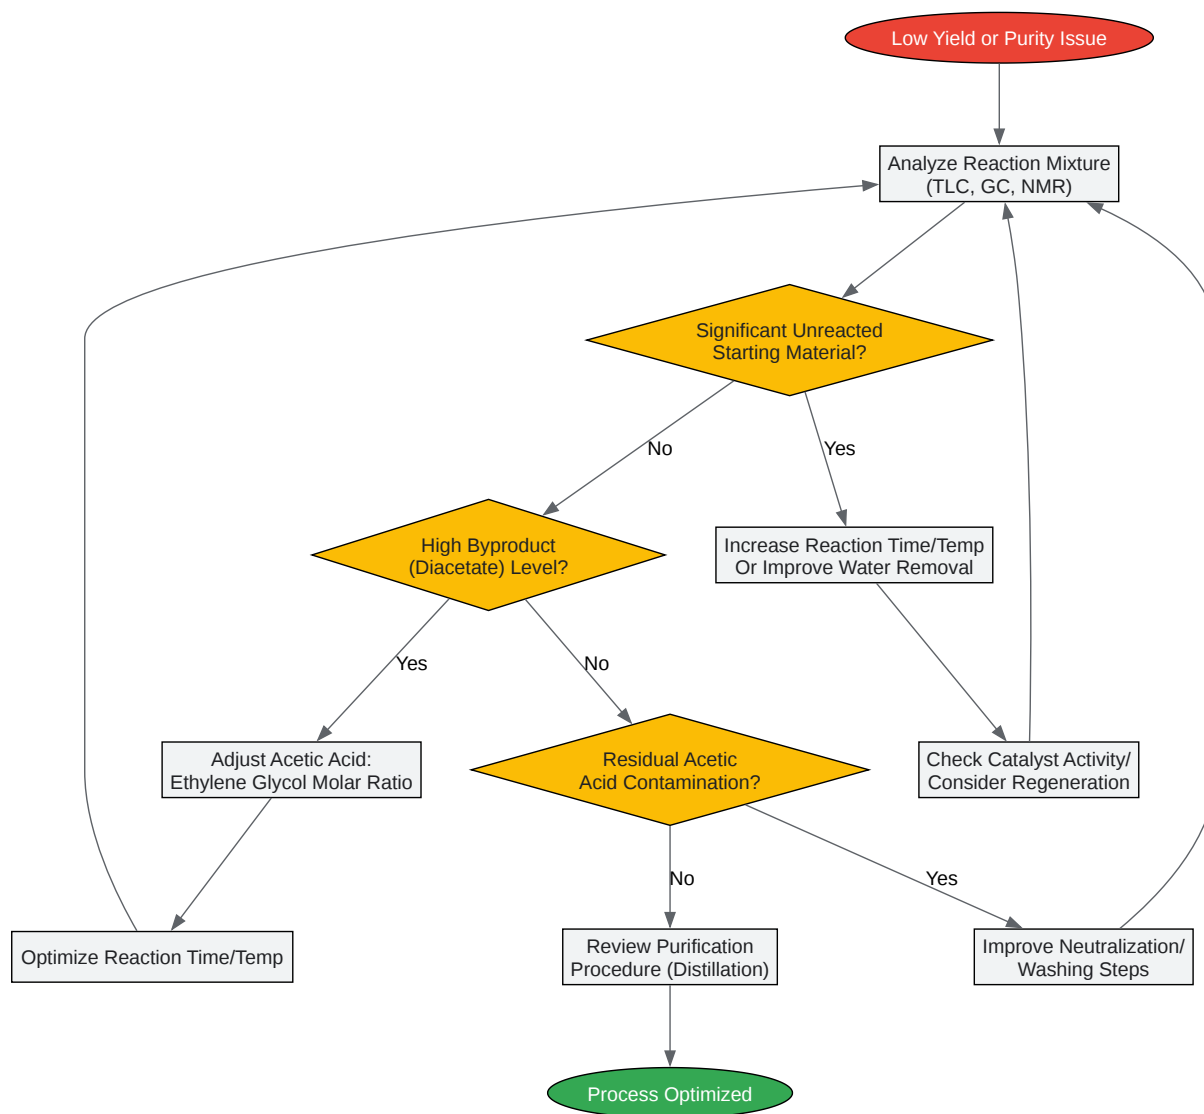 Low Yield or Purity Issue
Analyze Reaction Mixture
(TLC, GC, NMR)
Significant Unreacted
Starting Material?
No
Yes
High Byproduct
(Diacetate) Level?
Increase Reaction Time/Temp
Or Improve Water Removal
Yes
No
Adjust Acetic Acid:
Ethylene Glycol Molar Ratio
Residual Acetic
Acid Contamination?
Check Catalyst Activity/
Consider Regeneration
No
Yes
Optimize Reaction Time/Temp
Review Purification
Procedure (Distillation)
Improve Neutralization/
Washing Steps
Process Optimized